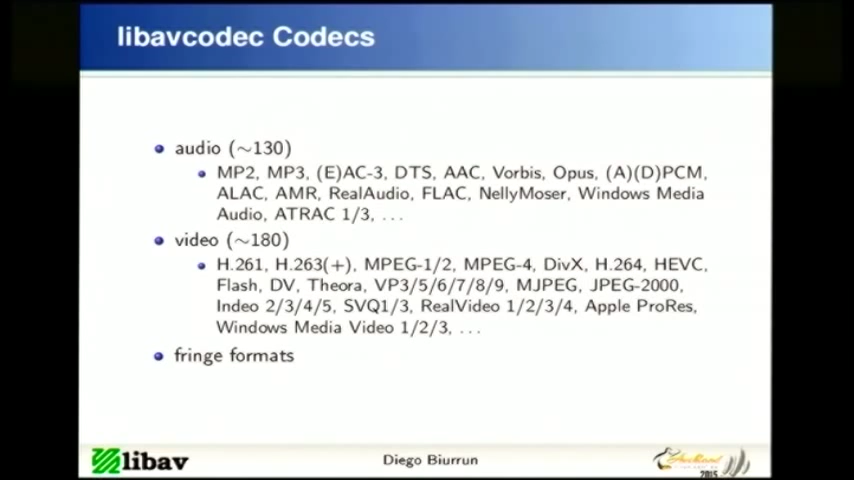 libavcodec Codecs
audio (~130)
MP2, MP3, (E)AC-3, DTS, AAC, Vorbis, Opus, (A)(D)PCM,
ALAC, AMR, RealAudio, FLAC, NellyMoser, Windows Media
Audio, ATRAC 1/3, ...
video (~180)
H.261, H.263(+), MPEG-1/2, MPEG-4, DivX, H.264, HEVC,
Flash, DV, Theora, VP3/5/6/7/8/9, MJPEG, JPEG-2000,
Indeo 2/3/4/5, SVQ1/3, RealVideo 1/2/3/4, Apple ProRes,
Windows Media Video 1/2/3, ...
fringe formats
libav
Diego Biurrun
Auckland
2015